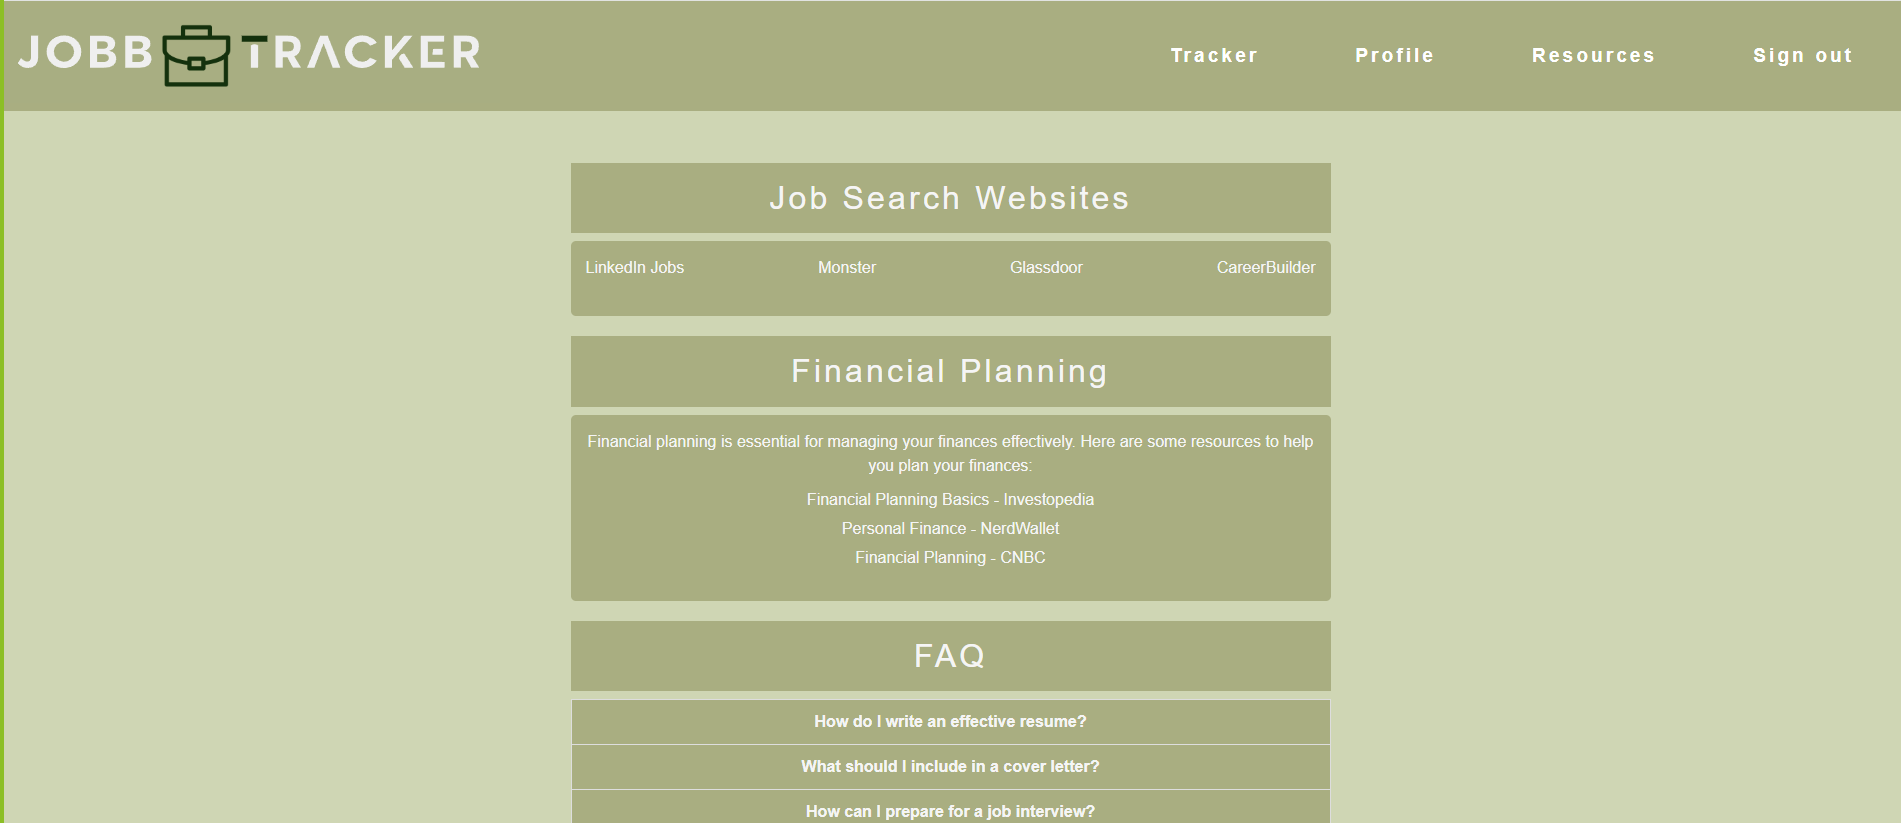 JOBB TRACKER
Tracker Profile Resources Sign out
Job Search Websites
LinkedIn Jobs Monster Glassdoor CareerBuilder
Financial Planning
Financial planning is essential for managing your finances effectively. Here are some resources to help
you plan your finances:
Financial Planning Basics - Investopedia
Personal Finance - NerdWallet
Financial Planning - CNBC
FAQ
How do I write an effective resume?
What should I include in a cover letter?
How can I prepare for a job interview?